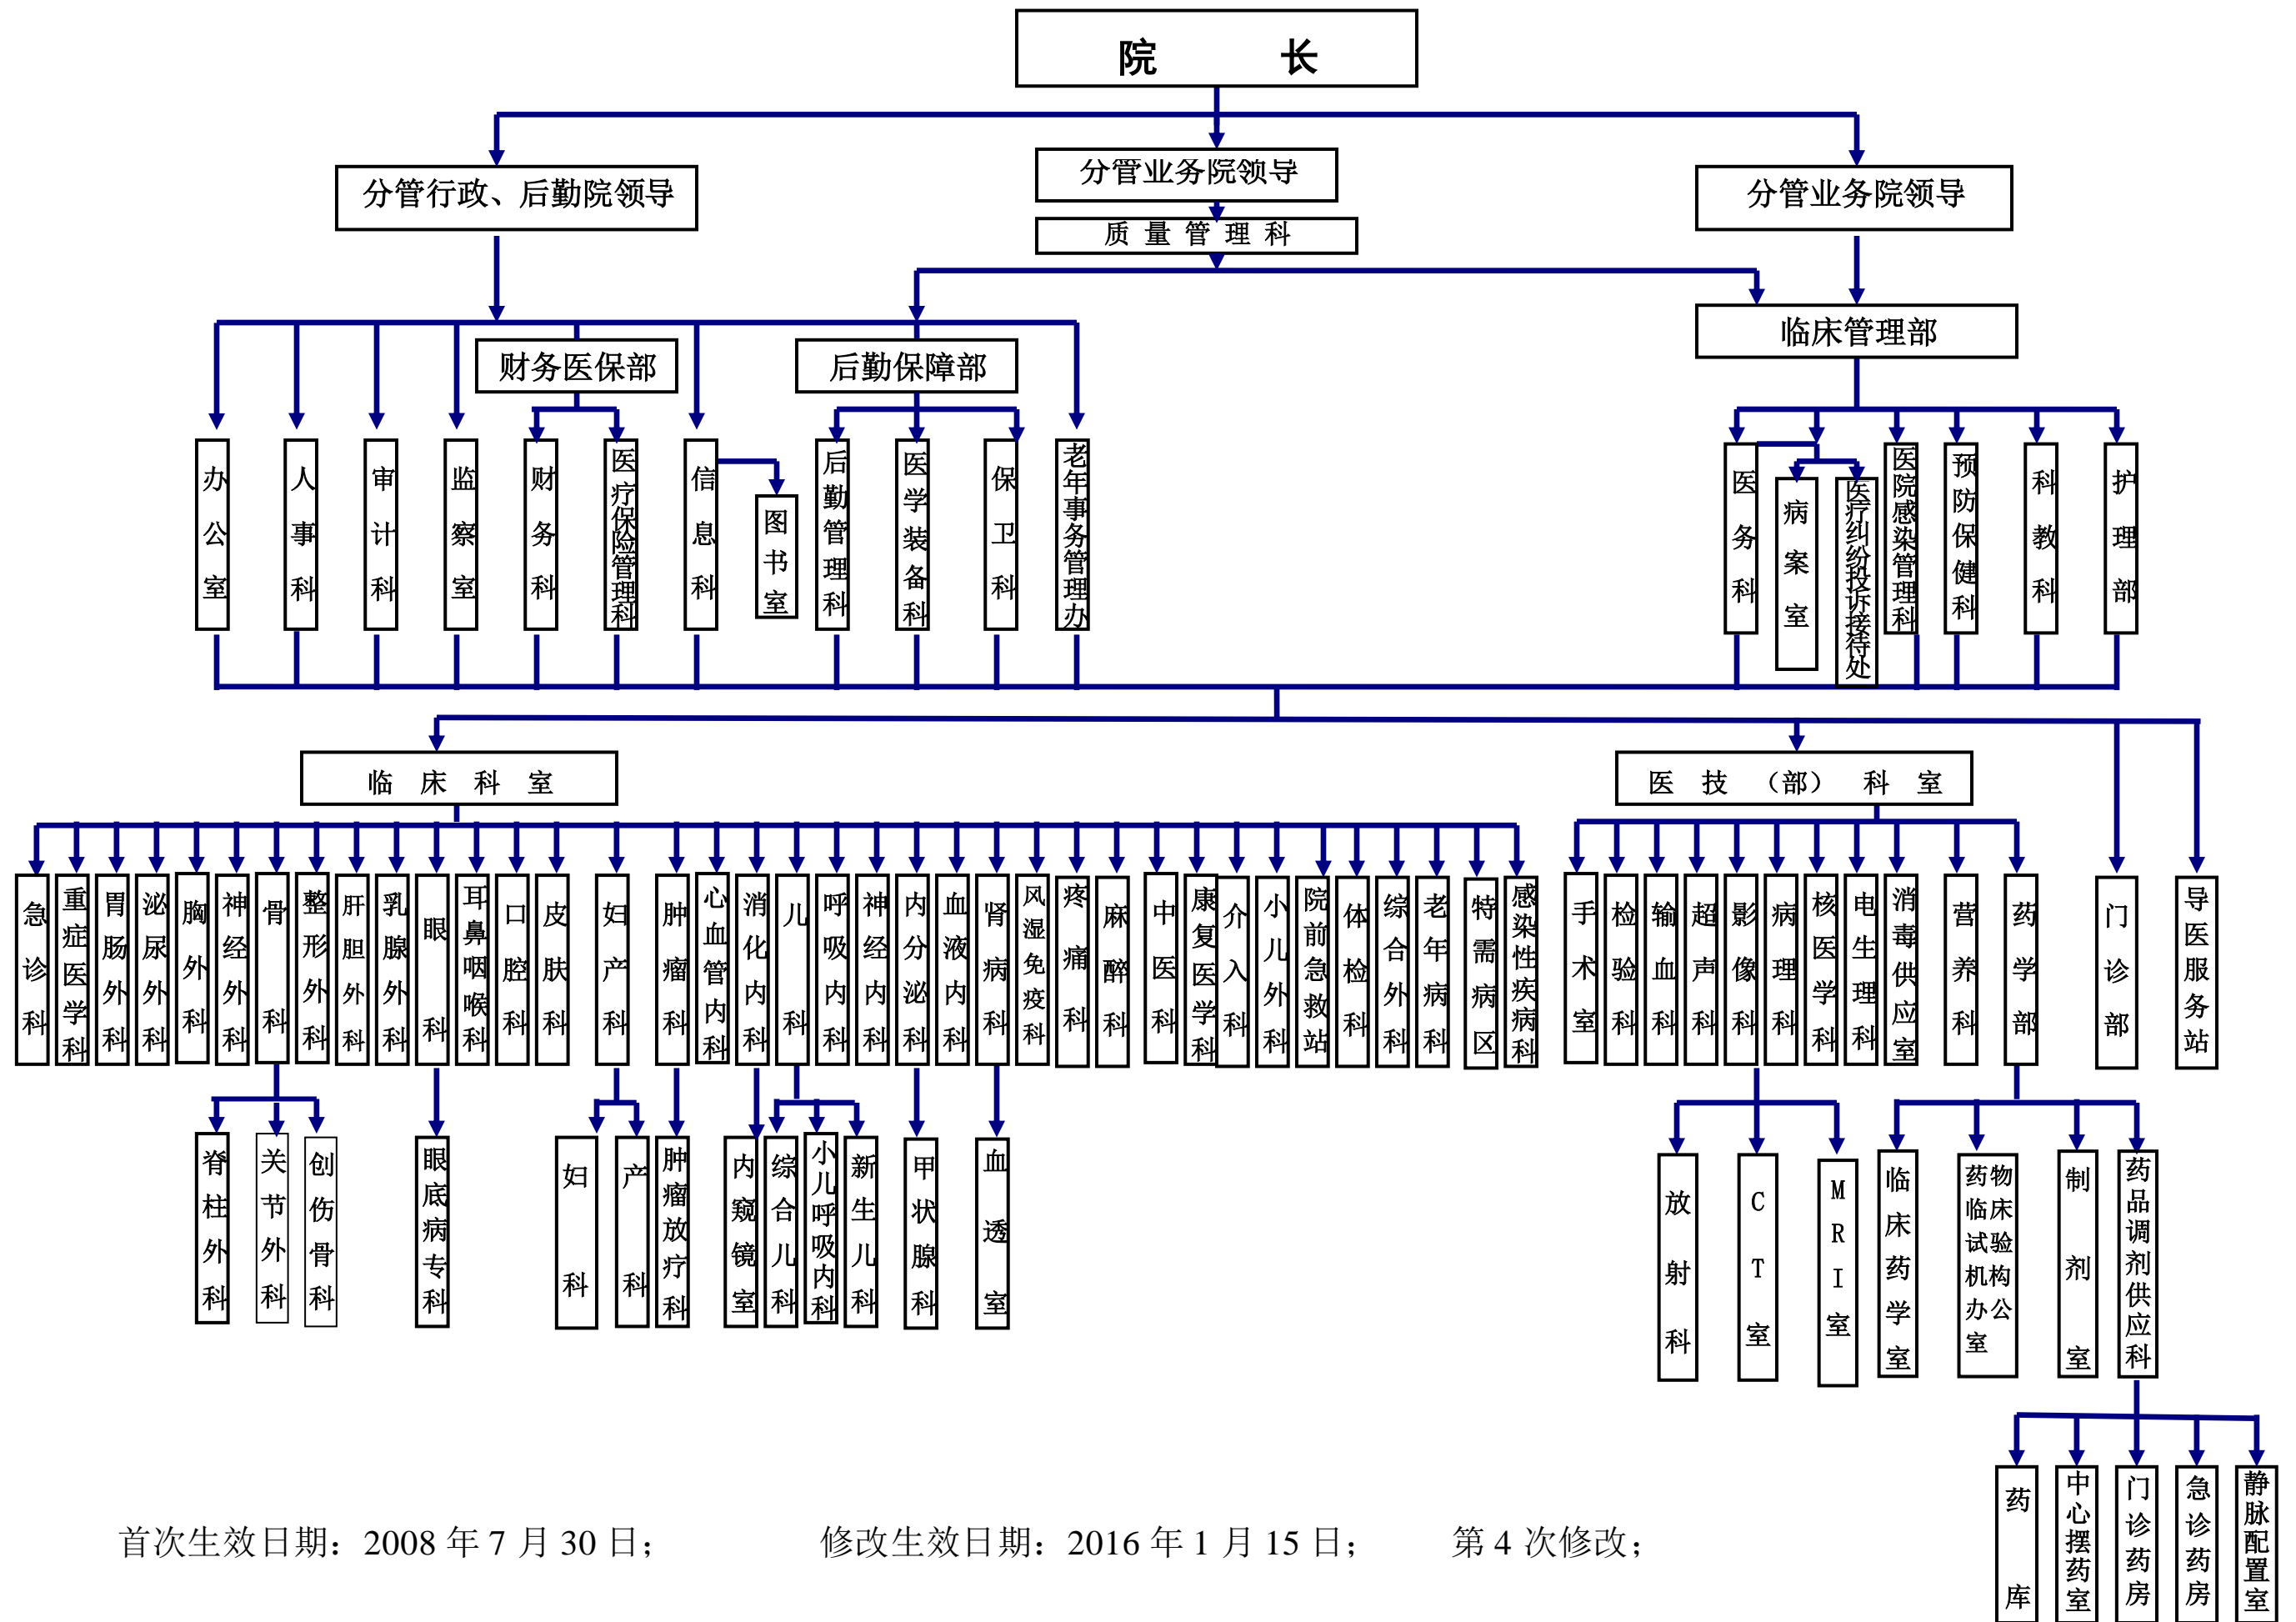 院 长
分管行政、后勤院领导
分管业务院领导
分管业务院领导
质 量 管 理 科
临床管理部
财务医保部
后勤保障部
办公室
人事科
审计科
监察室
财务科
医疗保险管理科
信息科
图书室
后勤管理科
医学装备科
保卫科
老年事务管理办
医务科
病案室
医疗纠纷投诉接待处
医院感染管理科
预防保健科
科教科
护理部
临 床 科 室
医 技 （部） 科 室
急诊科
重症医学科
胃肠外科
泌尿外科
胸外科
神经外科
骨科
整形外科
肝胆外科
乳腺外科
眼科
耳鼻咽喉科
口腔科
皮肤科
妇产科
肿瘤科
心血管内科
消化内科
儿科
呼吸内科
神经内科
内分泌科
血液内科
肾病科
风湿免疫科
疼痛科
麻醉科
中医科
康复医学科
介入科
小儿外科
院前急救站
体检科
综合外科
老年病科
特需病区
感染性疾病科
手术室
检验科
输血科
超声科
影像科
病理科
核医学科
电生理科
消毒供应室
营养科
药学部
门诊部
导医服务站
脊柱外科
关节外科
创伤骨科
眼底病专科
妇科
产科
肿瘤放疗科
内窥镜室
综合儿科
小儿呼吸内科
新生儿科
甲状腺科
血透室
放射科
CT室
MRI室
临床药学室
药物
临床
试验
机构
办公
室
制剂室
药品调剂供应科
药库
中心摆药室
门诊药房
急诊药房
静脉配置室
首次生效日期：2008 年 7 月 30 日； 修改生效日期：2016 年 1 月 15 日； 第 4 次修改；